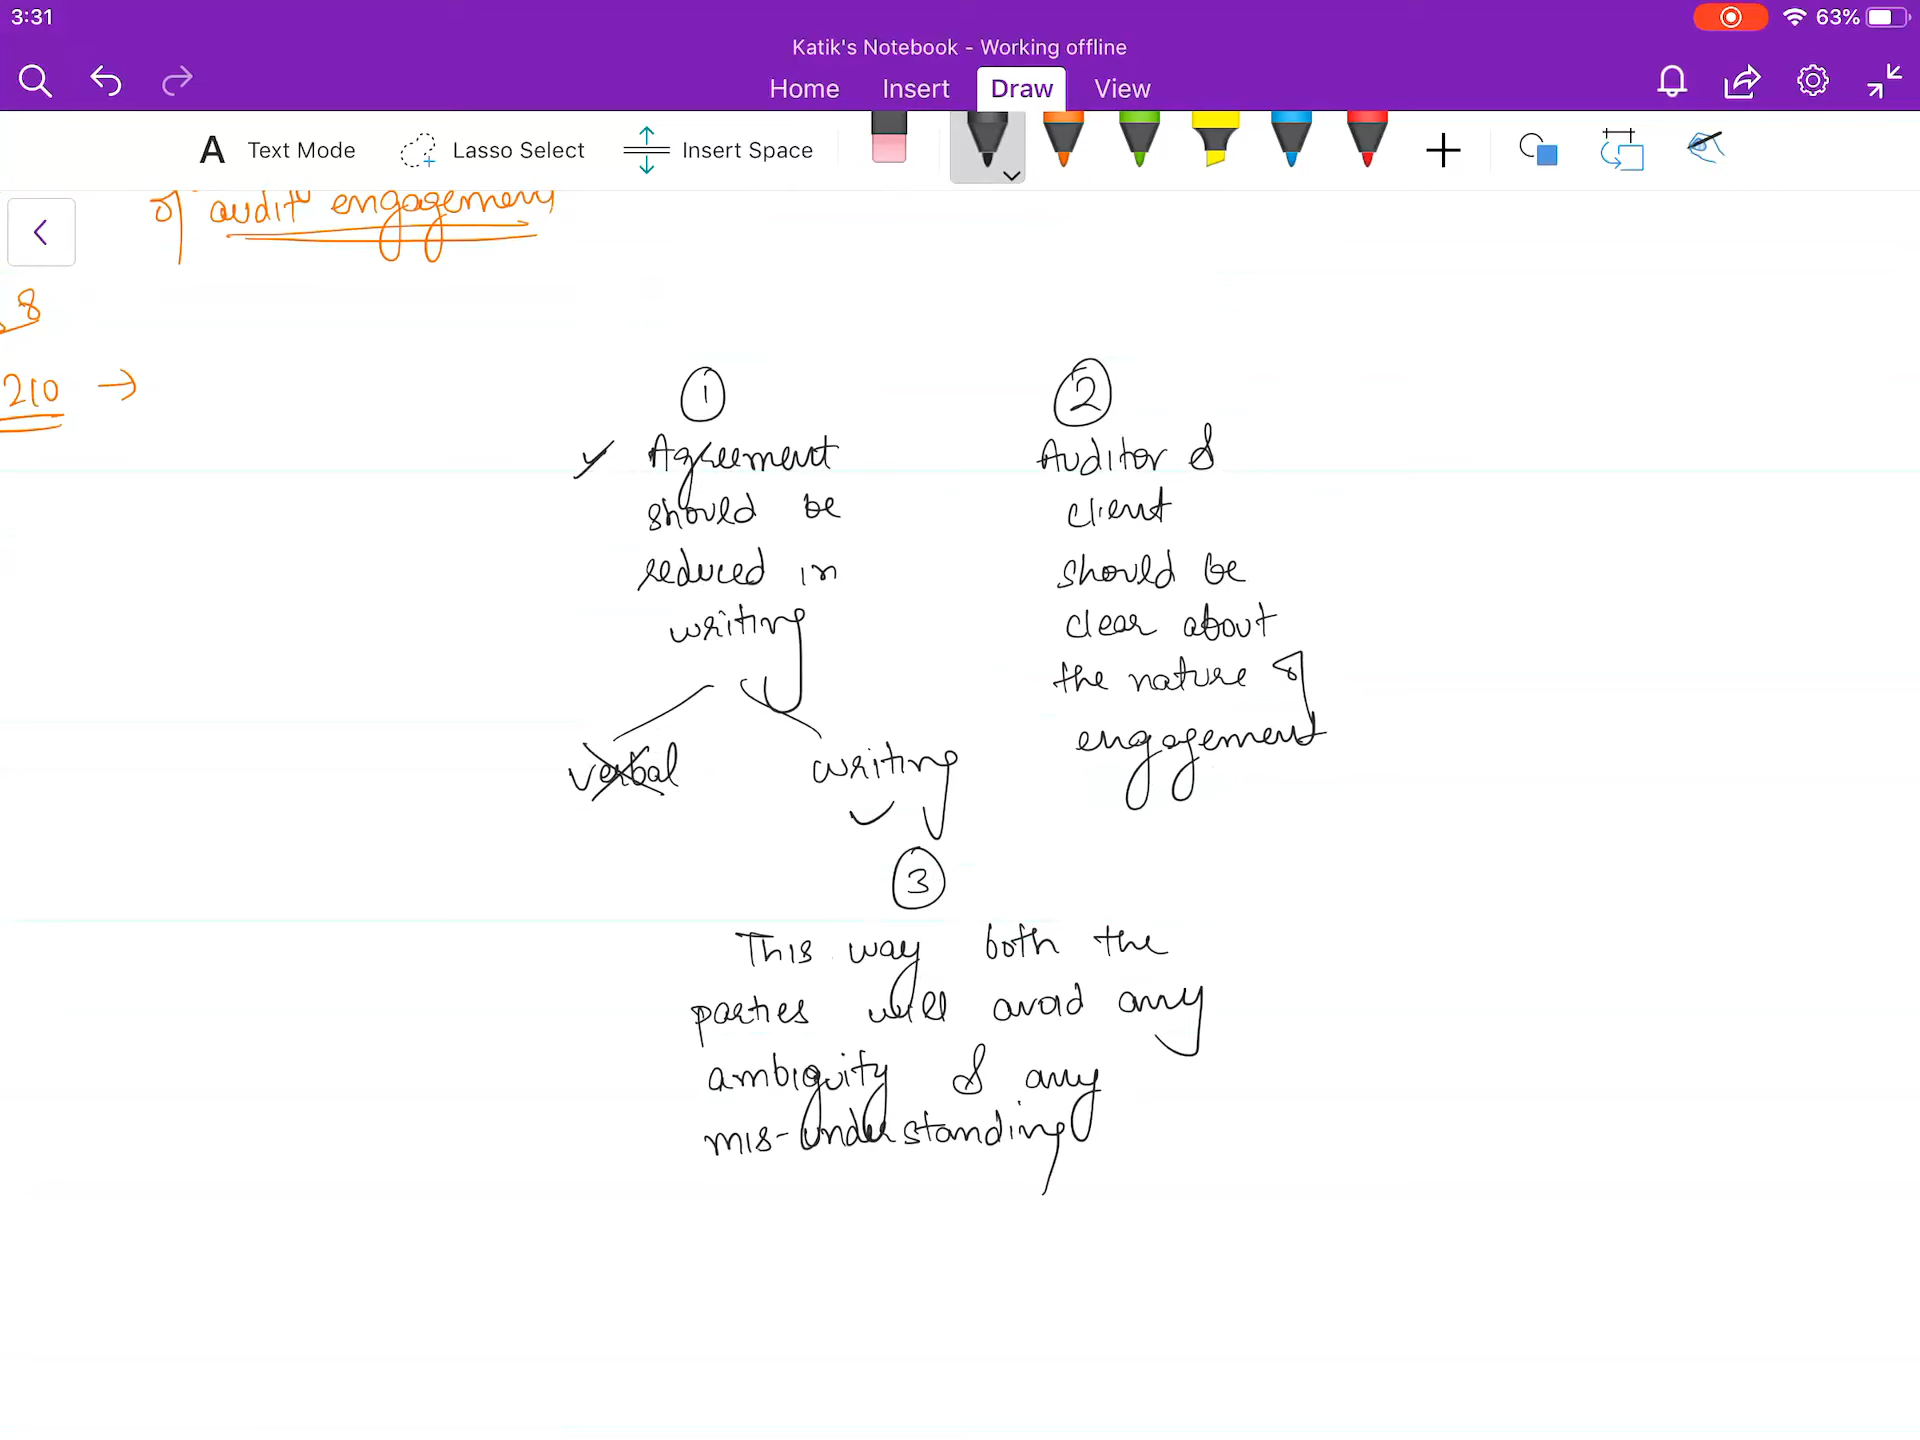 3:31
63%
Katik's Notebook - Working offline
Home Insert Draw View
A Text Mode Lasso Select Insert Space
of audit engagement
8
210 →
1
Agreement
should be
reduced in
writing
verbal writing
2
Auditor &
client
should be
clear about
the nature of
engagement
3
This way both the
parties will avoid any
ambiguity & any
mis-understanding